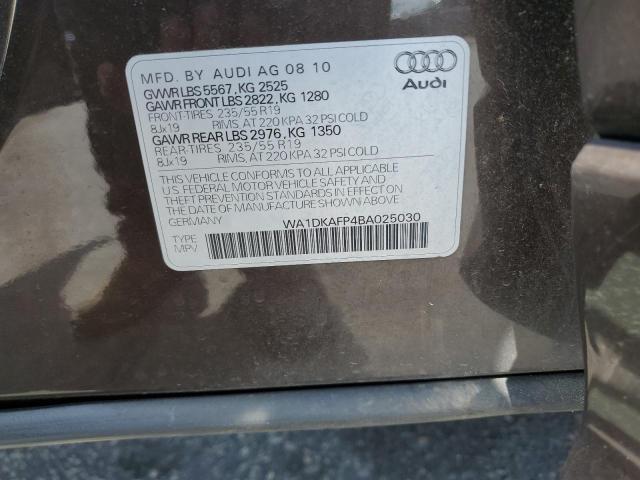 MFD. BY AUDI AG 08 10
GVWR LBS 5567, KG 2525
GAWR FRONT LBS 2822, KG 1280
FRONT-TIRES 235/55 R19
8Jx19 RIMS, AT 220 KPA 32 PSI COLD
GAWR REAR LBS 2976, KG 1350
REAR-TIRES 235/55 R19
8Jx19 RIMS, AT 220 KPA 32 PSI COLD
THIS VEHICLE CONFORMS TO ALL APPLICABLE
U.S. FEDERAL MOTOR VEHICLE SAFETY AND
THEFT PREVENTION STANDARDS IN EFFECT ON
THE DATE OF MANUFACTURE SHOWN ABOVE.
GERMANY WA1DKAFP4BA025030
TYPE
MPV
Audi